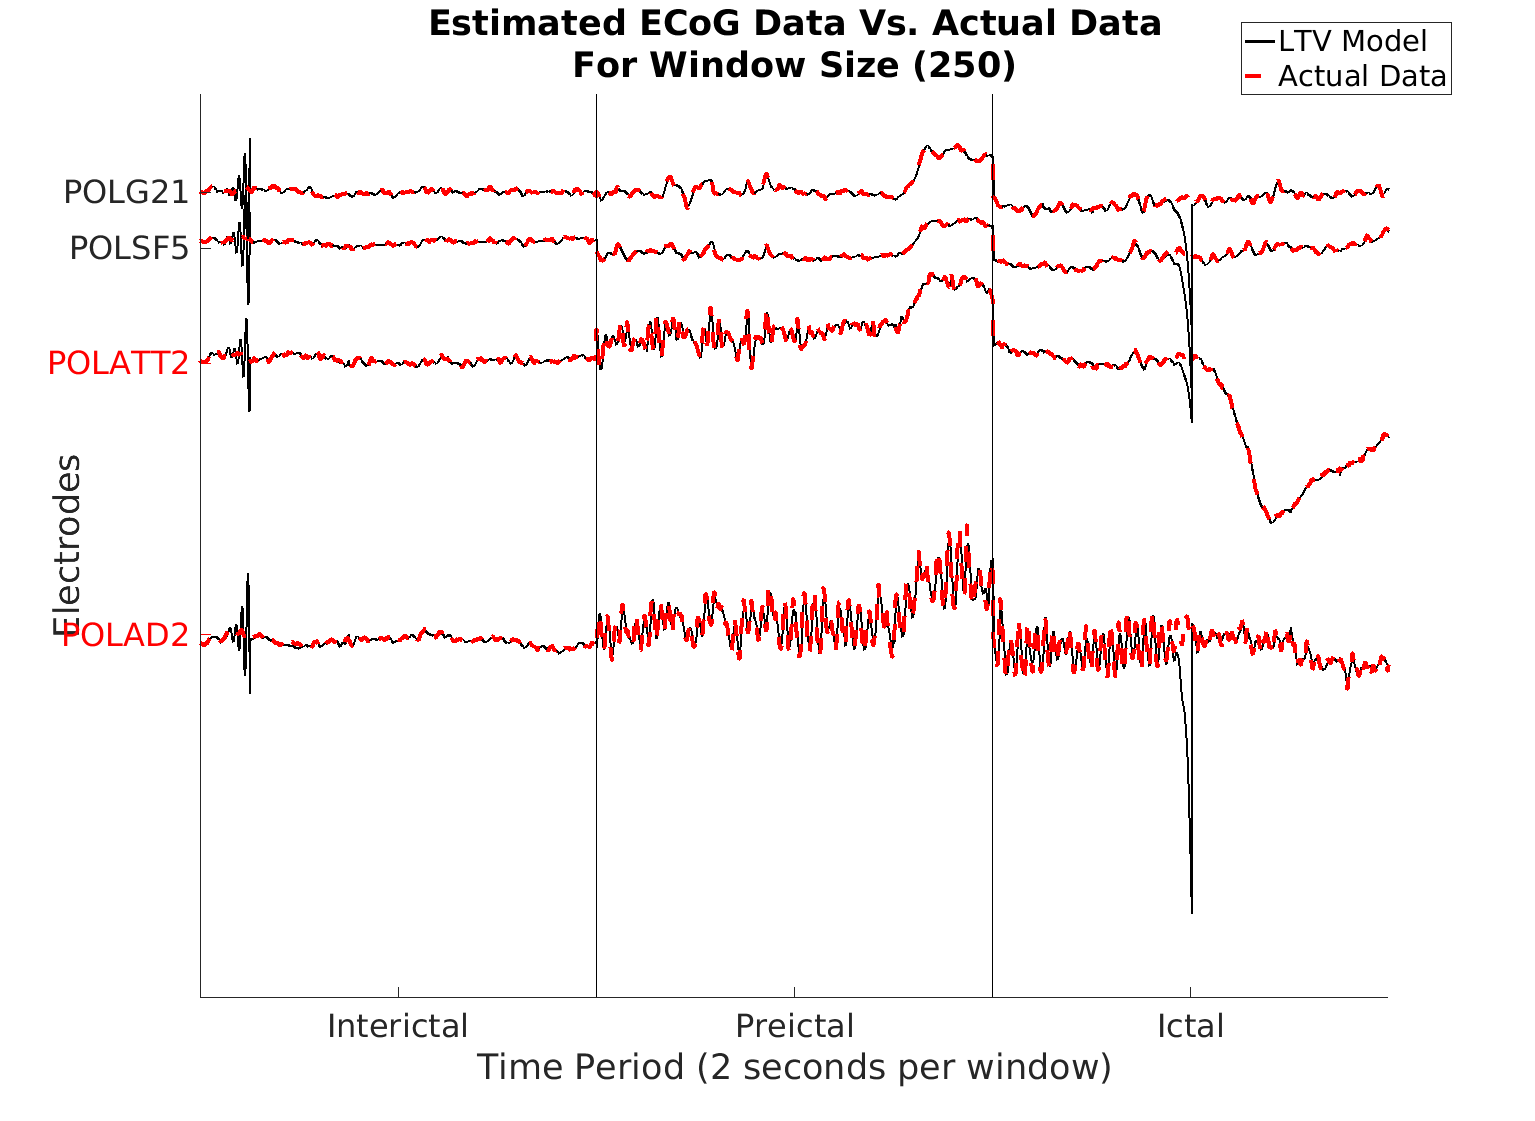 Estimated ECoG Data Vs. Actual Data
For Window Size (250)
LTV Model
Actual Data
POLG21
POLSF5
POLATT2
POLAD2
Electrodes
Interictal
Preictal
Ictal
Time Period (2 seconds per window)